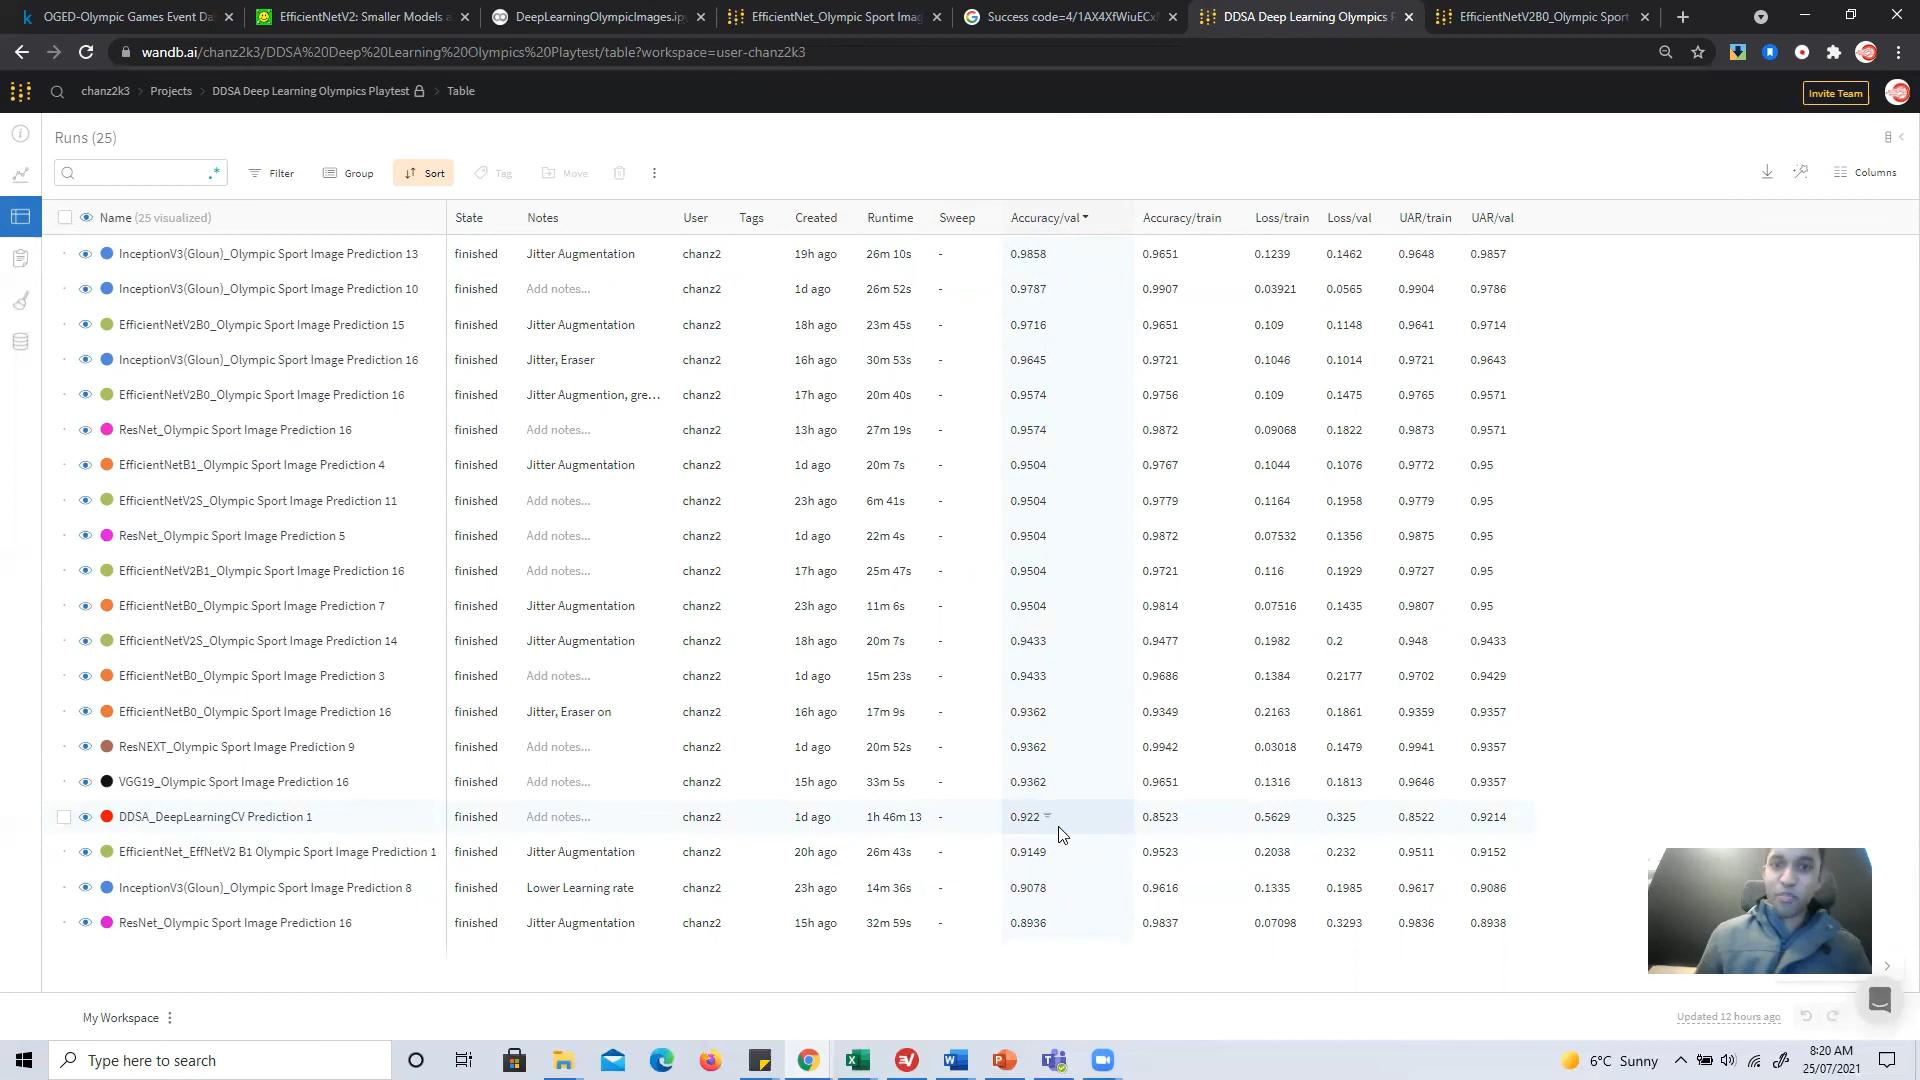 OGED-Olympic Games Event Da
EfficientNetV2: Smaller Models a
DeepLearningOlympicImages.ip
EfficientNet_Olympic Sport Imag
Success code=4/1AX4XfWiuECx
DDSA Deep Learning Olympics P
EfficientNetV2B0_Olympic Sport
wandb.ai/chanz2k3/DDSA%20Deep%20Learning%20Olympics%20Playtest/table?workspace=user-chanz2k3
chanz2k3 > Projects > DDSA Deep Learning Olympics Playtest > Table
Invite Team
Runs (25)
.* Filter Group Sort Tag Move Columns
Name (25 visualized) State Notes User Tags Created Runtime Sweep Accuracy/val Accuracy/train Loss/train Loss/val UAR/train UAR/val
InceptionV3(Gloun)_Olympic Sport Image Prediction 13 finished Jitter Augmentation chanz2 19h ago 26m 10s - 0.9858 0.9651 0.1239 0.1462 0.9648 0.9857
InceptionV3(Gloun)_Olympic Sport Image Prediction 10 finished Add notes... chanz2 1d ago 26m 52s - 0.9787 0.9907 0.03921 0.0565 0.9904 0.9786
EfficientNetV2B0_Olympic Sport Image Prediction 15 finished Jitter Augmentation chanz2 18h ago 23m 45s - 0.9716 0.9651 0.109 0.1148 0.9641 0.9714
InceptionV3(Gloun)_Olympic Sport Image Prediction 16 finished Jitter, Eraser chanz2 16h ago 30m 53s - 0.9645 0.9721 0.1046 0.1014 0.9721 0.9643
EfficientNetV2B0_Olympic Sport Image Prediction 16 finished Jitter Augmention, gre... chanz2 17h ago 20m 40s - 0.9574 0.9756 0.109 0.1475 0.9765 0.9571
ResNet_Olympic Sport Image Prediction 16 finished Add notes... chanz2 13h ago 27m 19s - 0.9574 0.9872 0.09068 0.1822 0.9873 0.9571
EfficientNetB1_Olympic Sport Image Prediction 4 finished Jitter Augmentation chanz2 1d ago 20m 7s - 0.9504 0.9767 0.1044 0.1076 0.9772 0.95
EfficientNetV2S_Olympic Sport Image Prediction 11 finished Add notes... chanz2 23h ago 6m 41s - 0.9504 0.9779 0.1164 0.1958 0.9779 0.95
ResNet_Olympic Sport Image Prediction 5 finished Add notes... chanz2 1d ago 22m 4s - 0.9504 0.9872 0.07532 0.1356 0.9875 0.95
EfficientNetV2B1_Olympic Sport Image Prediction 16 finished Add notes... chanz2 17h ago 25m 47s - 0.9504 0.9721 0.116 0.1929 0.9727 0.95
EfficientNetB0_Olympic Sport Image Prediction 7 finished Jitter Augmentation chanz2 23h ago 11m 6s - 0.9504 0.9814 0.07516 0.1435 0.9807 0.95
EfficientNetV2S_Olympic Sport Image Prediction 14 finished Jitter Augmentation chanz2 18h ago 20m 7s - 0.9433 0.9477 0.1982 0.2 0.948 0.9433
EfficientNetB0_Olympic Sport Image Prediction 3 finished Add notes... chanz2 1d ago 15m 23s - 0.9433 0.9686 0.1384 0.2177 0.9702 0.9429
EfficientNetB0_Olympic Sport Image Prediction 16 finished Jitter, Eraser on chanz2 16h ago 17m 9s - 0.9362 0.9349 0.2163 0.1861 0.9359 0.9357
ResNEXT_Olympic Sport Image Prediction 9 finished Add notes... chanz2 1d ago 20m 52s - 0.9362 0.9942 0.03018 0.1479 0.9941 0.9357
VGG19_Olympic Sport Image Prediction 16 finished Add notes... chanz2 15h ago 33m 5s - 0.9362 0.9651 0.1316 0.1813 0.9646 0.9357
DDSA_DeepLearningCV Prediction 1 finished Add notes... chanz2 1d ago 1h 46m 13 - 0.922 0.8523 0.5629 0.325 0.8522 0.9214
EfficientNet_EffNetV2 B1 Olympic Sport Image Prediction 1 finished Jitter Augmentation chanz2 20h ago 26m 43s - 0.9149 0.9523 0.2038 0.232 0.9511 0.9152
InceptionV3(Gloun)_Olympic Sport Image Prediction 8 finished Lower Learning rate chanz2 23h ago 14m 36s - 0.9078 0.9616 0.1335 0.1985 0.9617 0.9086
ResNet_Olympic Sport Image Prediction 16 finished Jitter Augmentation chanz2 15h ago 32m 59s - 0.8936 0.9837 0.07098 0.3293 0.9836 0.8938
My Workspace
Updated 12 hours ago
Type here to search
6°C Sunny
8:20 AM
25/07/2021